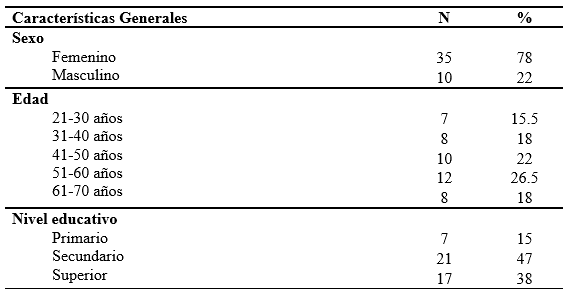 Características Generales N %
Sexo
Femenino 35 78
Masculino 10 22
Edad
21-30 años 7 15.5
31-40 años 8 18
41-50 años 10 22
51-60 años 12 26.5
61-70 años 8 18
Nivel educativo
Primario 7 15
Secundario 21 47
Superior 17 38